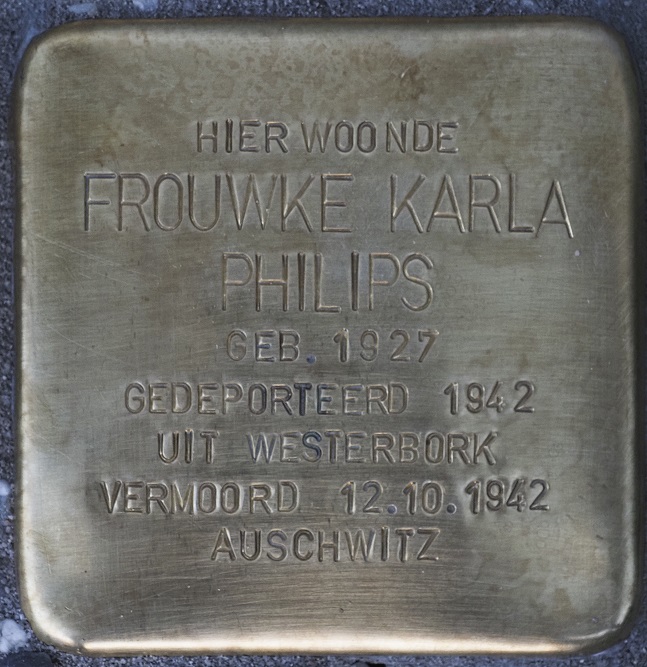 HIER WOONDE
FROUWKE KARLA
PHILIPS
GEB. 1927
GEDEPORTEERD 1942
UIT WESTERBORK
VERMOORD 12.10.1942
AUSCHWITZ